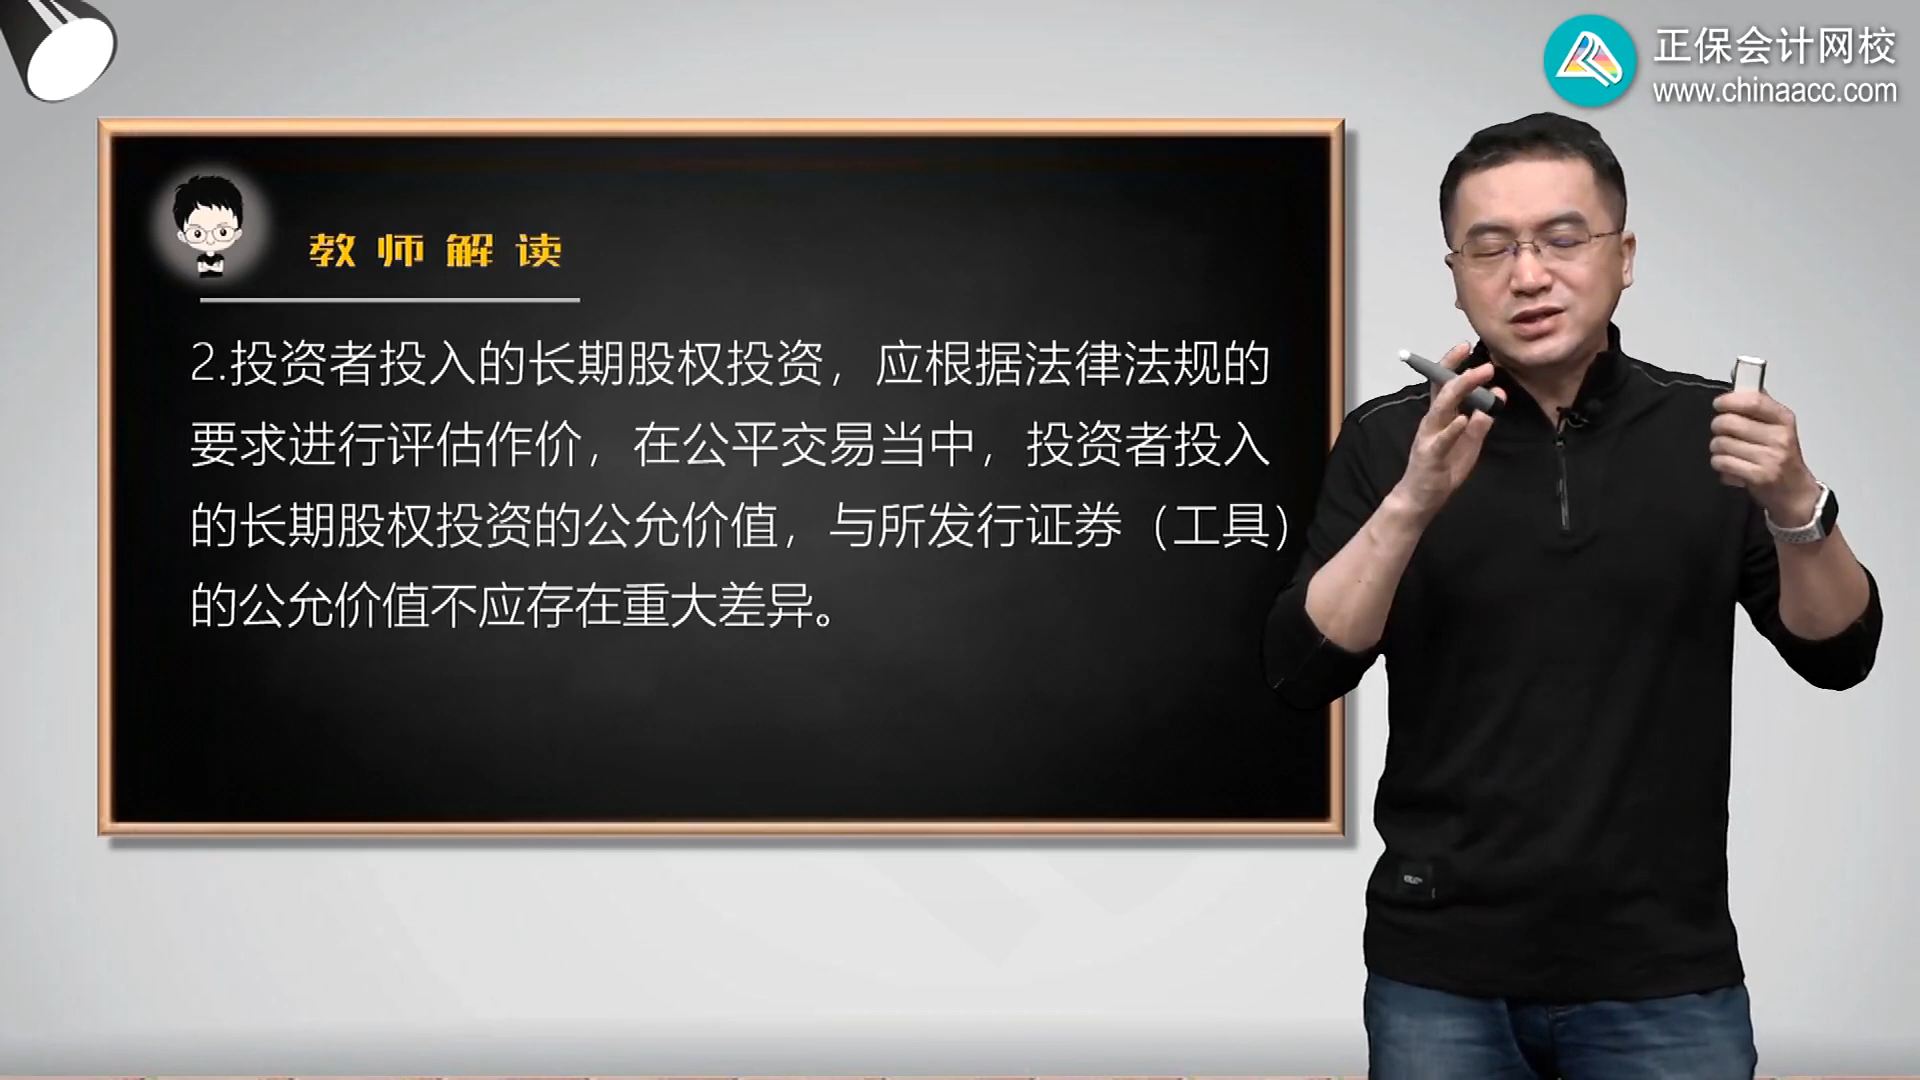 正保会计网校
www.chinaacc.com
教师解读
2.投资者投入的长期股权投资，应根据法律法规的
要求进行评估作价，在公平交易当中，投资者投入
的长期股权投资的公允价值，与所发行证券（工具）
的公允价值不应存在重大差异。